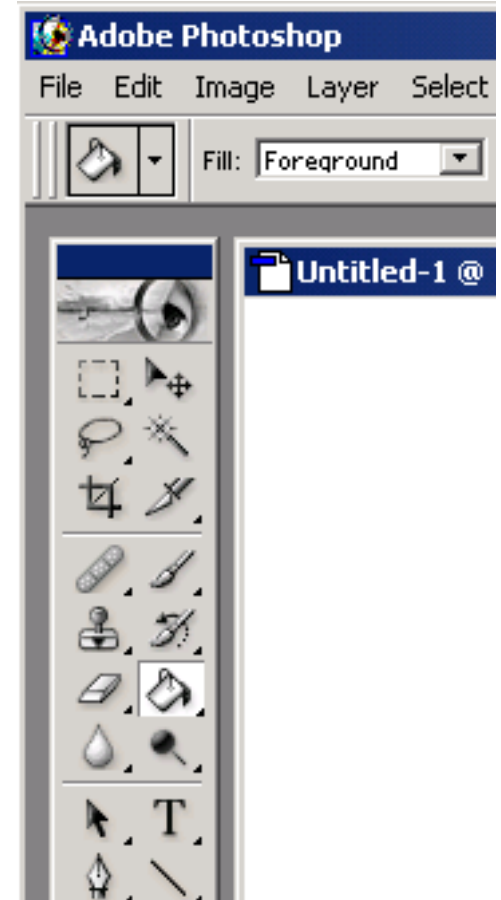 Adobe Photoshop
File Edit Image Layer Select
Fill: Foreground
Untitled-1 @
T